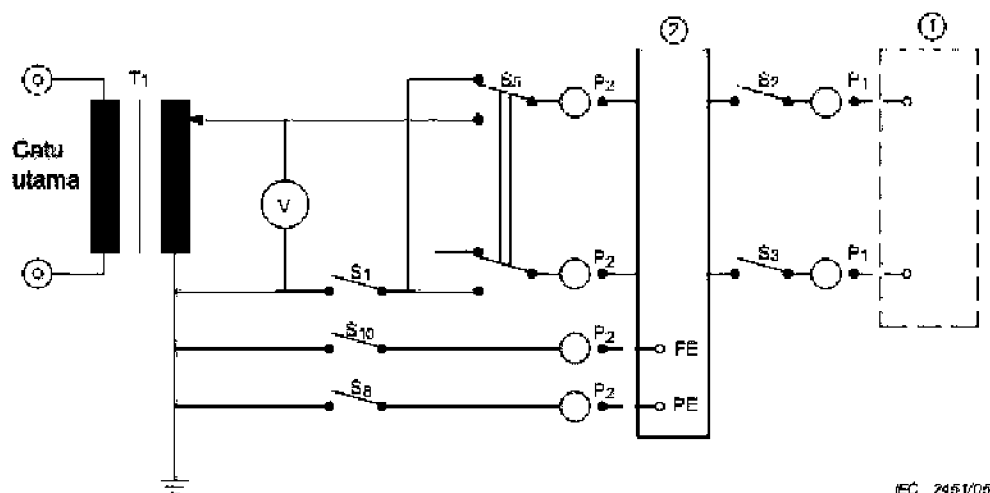 ②
①
T1
S5
P2
S2
P1
Catu
utama
V
S1
P2
S3
P1
S10
P2
FE
S8
P2
PE
IEC 2451/05